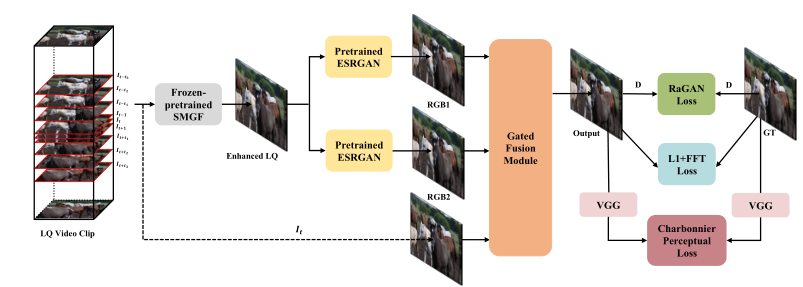 I_{t-t_3}
I_{t-t_2}
I_{t-t_1}
I_{t-1}
I_t
I_{t+1}
I_{t+t_1}
I_{t+t_2}
I_{t+t_3}
LQ Video Clip
Frozen-
pretrained
SMGF
Enhanced LQ
Pretrained
ESRGAN
Pretrained
ESRGAN
RGB1
RGB2
I_t
Gated
Fusion
Module
Output
D
RaGAN
Loss
D
GT
L1+FFT
Loss
VGG
VGG
Charbonnier
Perceptual
Loss